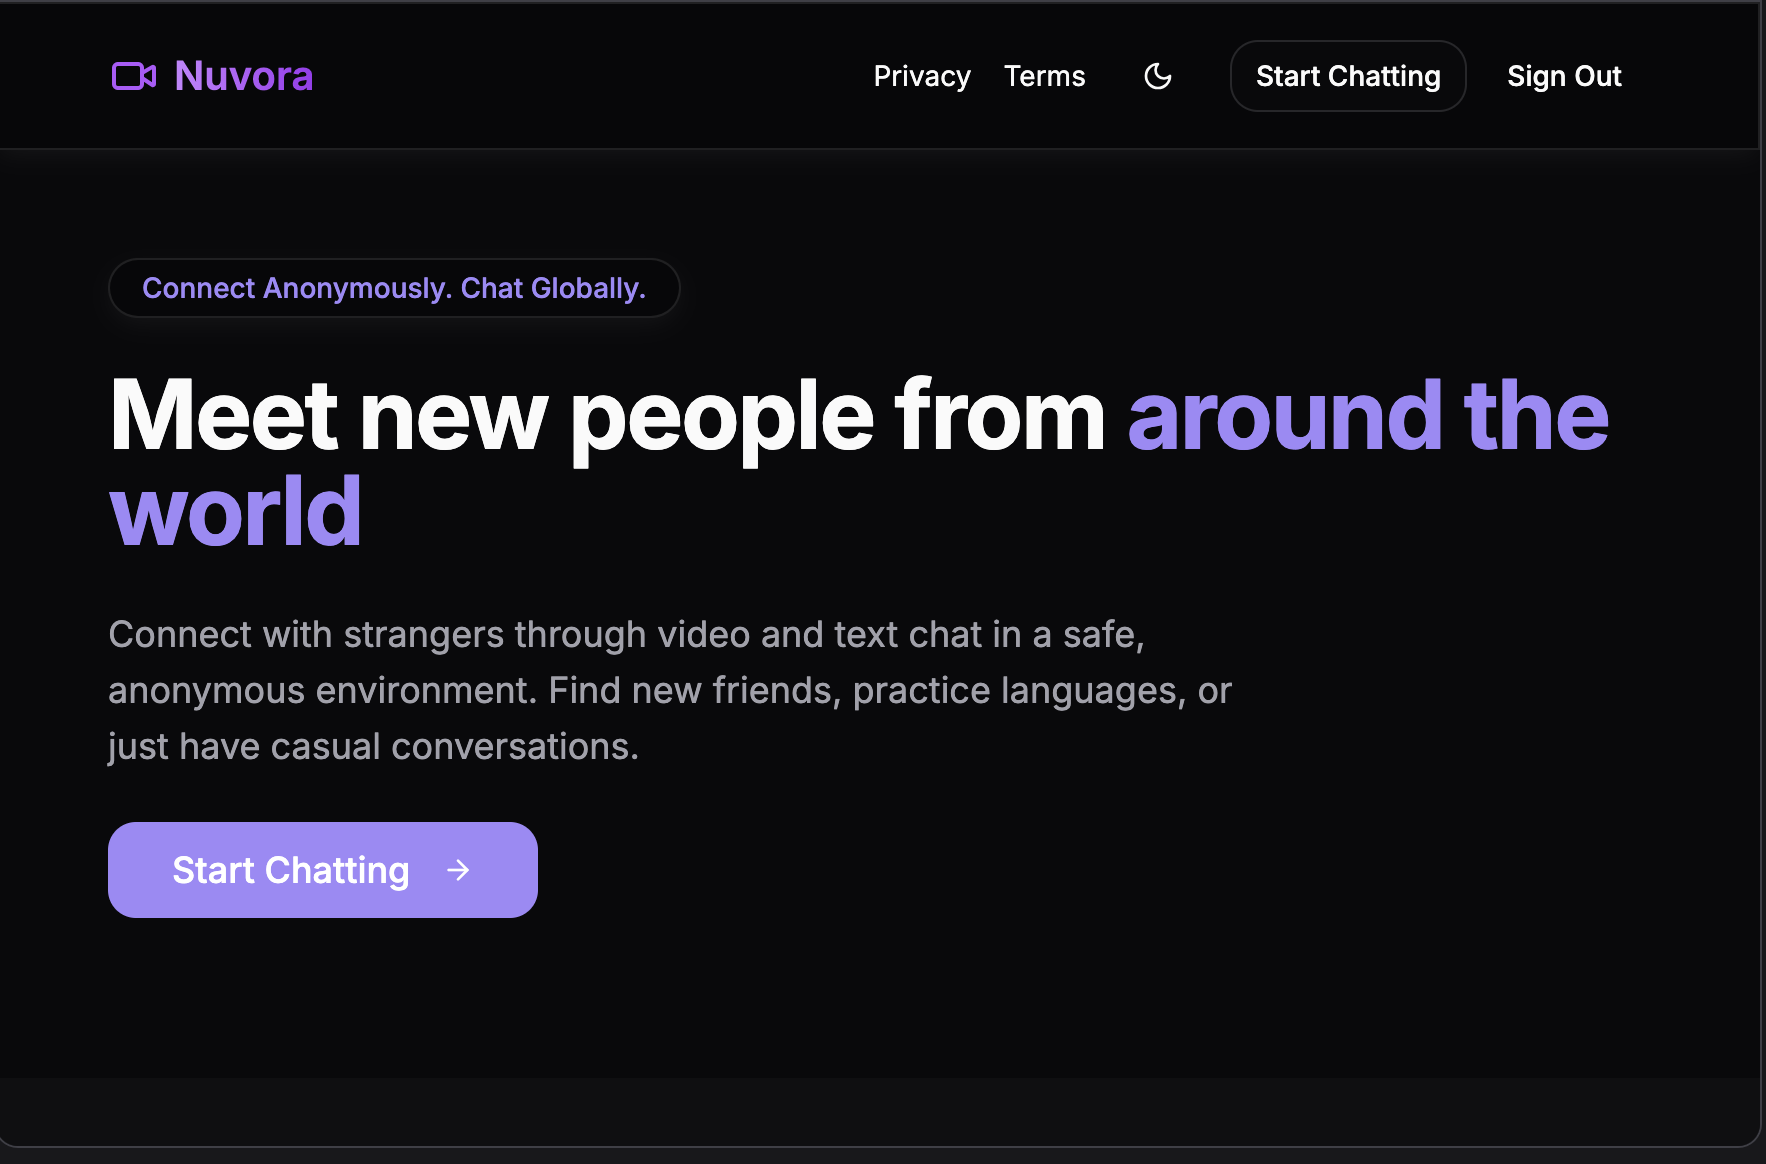 Nuvora
Privacy Terms Start Chatting Sign Out
Connect Anonymously. Chat Globally.
Meet new people from around the
world
Connect with strangers through video and text chat in a safe,
anonymous environment. Find new friends, practice languages, or
just have casual conversations.
Start Chatting →